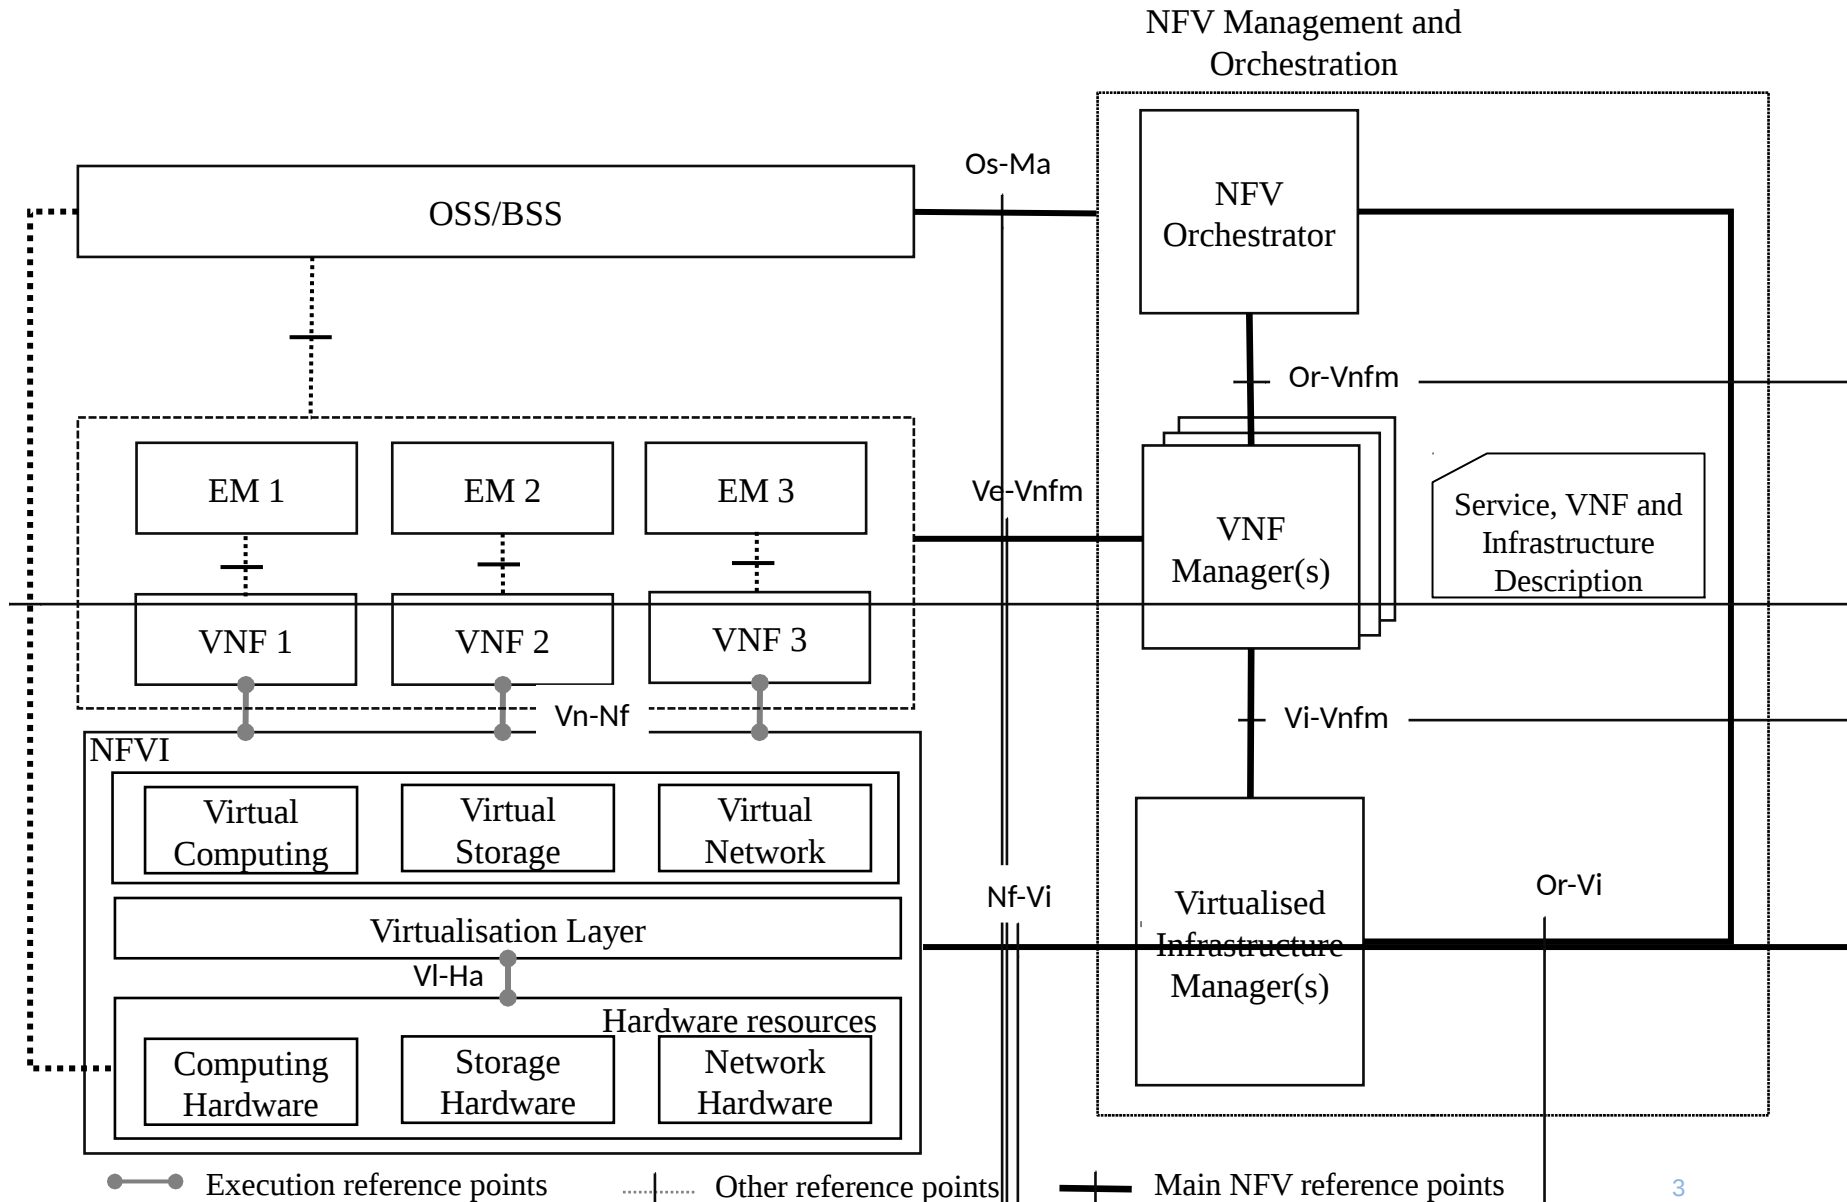 NFV Management and
Orchestration
Os-Ma
OSS/BSS
NFV
Orchestrator
Or-Vnfm
EM 1
EM 2
EM 3
Ve-Vnfm
VNF
Manager(s)
Service, VNF and
Infrastructure
Description
VNF 1
VNF 2
VNF 3
Vn-Nf
Vi-Vnfm
NFVI
Virtual
Computing
Virtual
Storage
Virtual
Network
Nf-Vi
Or-Vi
Virtualised
Infrastructure
Manager(s)
Virtualisation Layer
Vl-Ha
Hardware resources
Computing
Hardware
Storage
Hardware
Network
Hardware
Execution reference points
Other reference points
Main NFV reference points
3